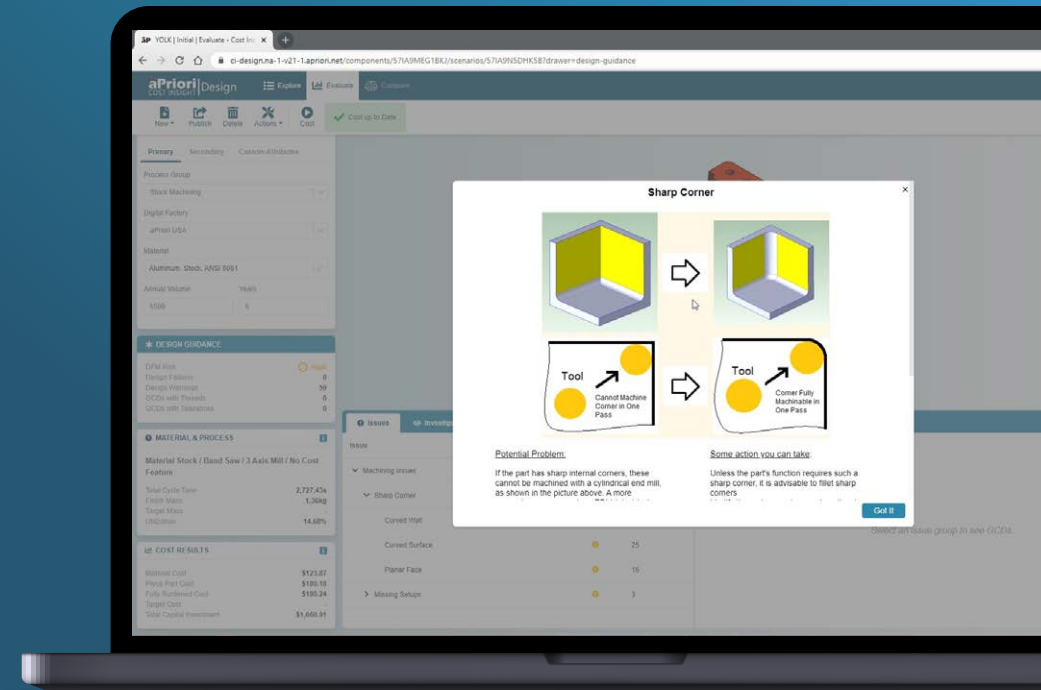 aP YOLK | Initial | Evaluate - Cost Ins
ci-design.na-1-v21-1.apriori.net/components/57IA9MEG1BKJ/scenarios/57IA9N5DHK5B?drawer=design-guidance
aPriori | Design
COST INSIGHT
Explore
Evaluate
Compare
New
Publish
Delete
Actions
Cost
Cost up to Date
Primary
Secondary
Custom Attributes
Process Group
Stock Machining
Digital Factory
aPriori USA
Material
Aluminum, Stock, ANSI 6061
Annual Volume
Years
DESIGN GUIDANCE
DFM Risk
High
Design Failures
0
Design Warnings
GCDs with Threads
0
GCDs with Tolerances
0
MATERIAL & PROCESS
Material Stock / Band Saw / 3 Axis Mill / No Cost
Feature
Total Cycle Time
2,727.43s
Finish Mass
1.36kg
Target Mass
Utilization
14.68%
COST RESULTS
Material Cost
$123.87
Piece Part Cost
$180.18
Fully Burdened Cost
$180.24
Target Cost
Total Capital Investment
$1,060.91
Issues
Investig
Issue
Machining Issues
Sharp Corner
Curved Wall
Curved Surface
25
Planar Face
16
Missing Setups
3
Select an issue group to see GCDs.
Sharp Corner
Tool
Cannot Machine
Corner in One
Pass
Tool
Corner Fully
Machinable in
One Pass
Potential Problem:
If the part has sharp internal corners, these
cannot be machined with a cylindrical end mill,
as shown in the picture above. A more
Some action you can take:
Unless the part's function requires such a
sharp corner, it is advisable to fillet sharp
corners
Got It